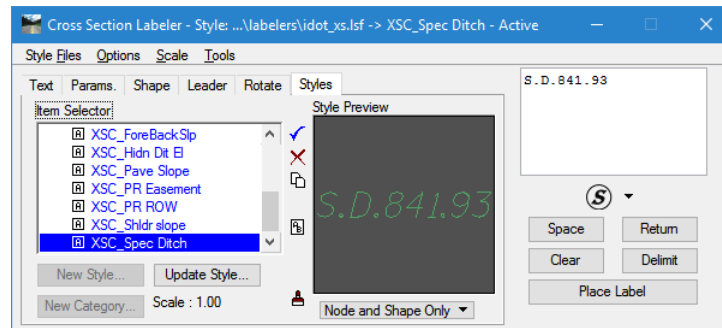 Cross Section Labeler - Style: ...\labelers\idot_xs.lsf -> XSC_Spec Ditch - Active
Style Files Options Scale Tools
Text Params. Shape Leader Rotate Styles
Item Selector
XSC_ForeBackSlp
XSC_Hidn Dit El
XSC_Pave Slope
XSC_PR Easement
XSC_PR ROW
XSC_Shldr slope
XSC_Spec Ditch
New Style... Update Style...
New Category... Scale : 1.00
Style Preview
S.D.841.93
Node and Shape Only
S.D.841.93
S
Space Return
Clear Delimit
Place Label